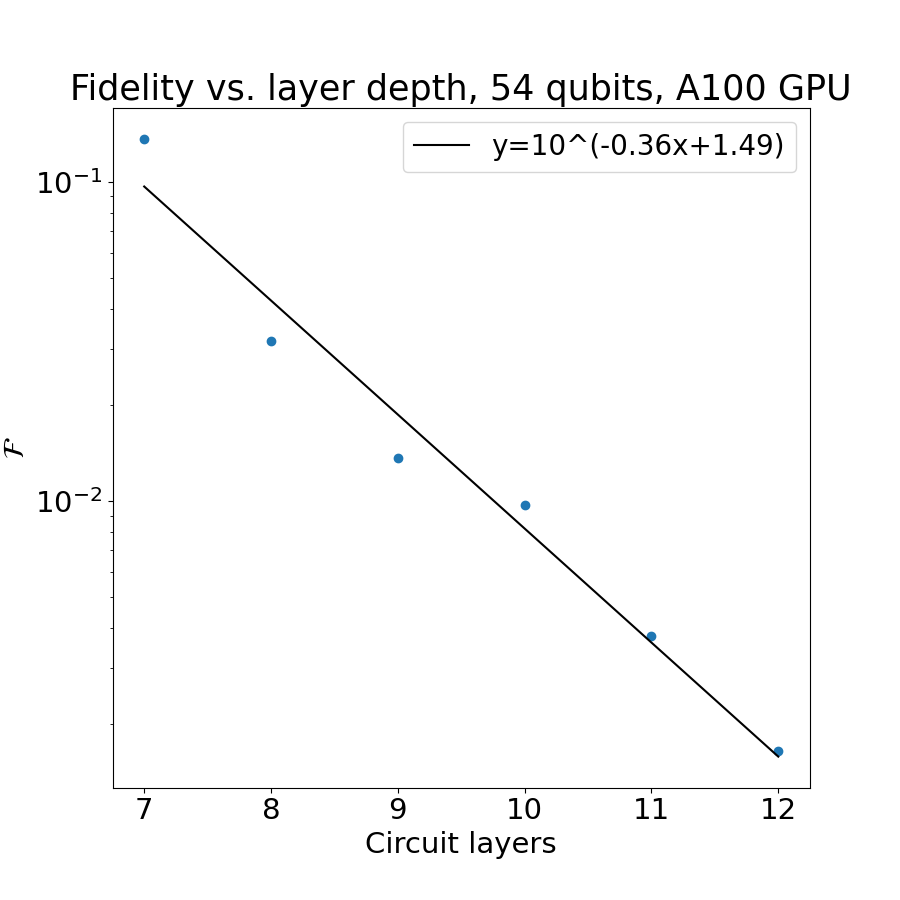 Fidelity vs. layer depth, 54 qubits, A100 GPU
y=10^(-0.36x+1.49)
10⁻¹
10⁻²
ℱ
7 8 9 10 11 12
Circuit layers